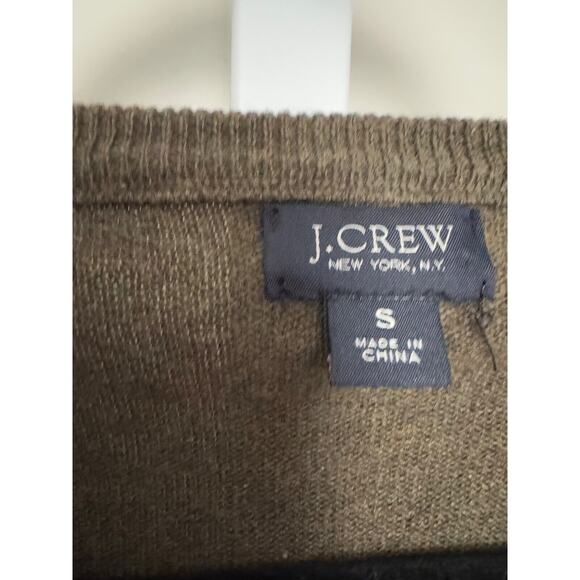 J.CREW
NEW YORK, N.Y.
S
MADE IN
CHINA